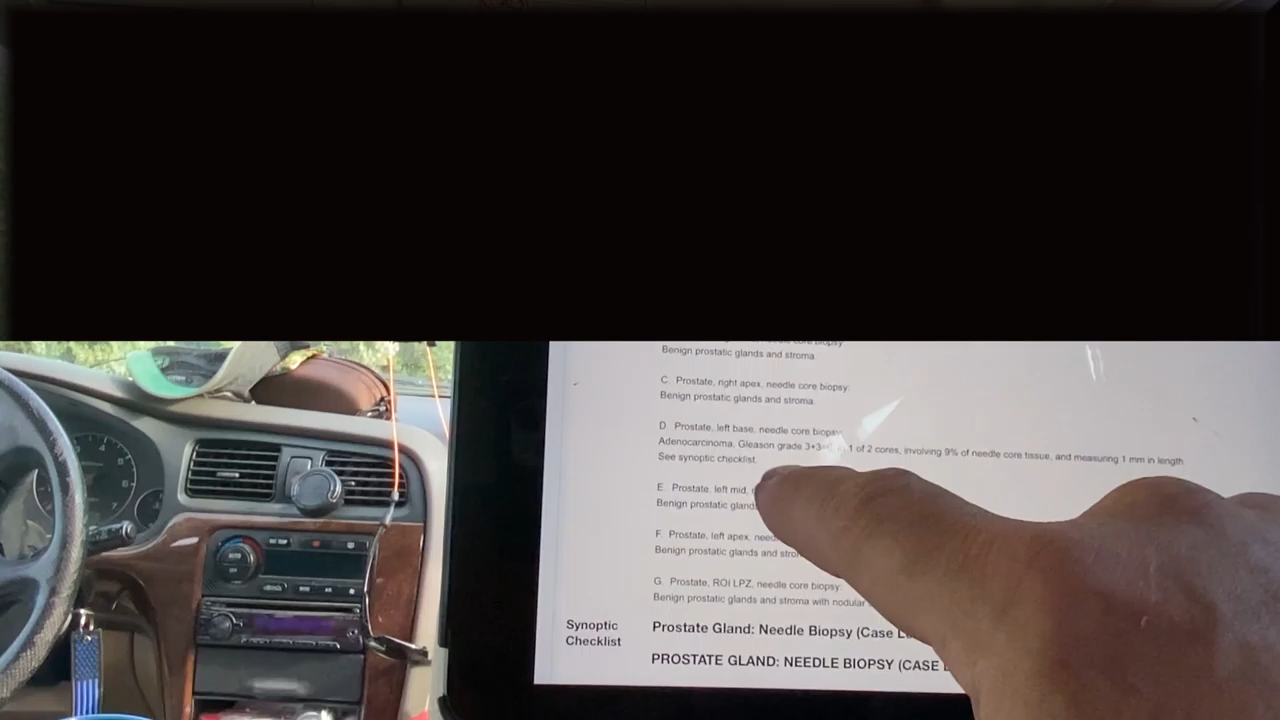 Benign prostatic glands and stroma.
C. Prostate, right apex, needle core biopsy:
Benign prostatic glands and stroma.
D. Prostate, left base, needle core biopsy:
Adenocarcinoma, Gleason grade 3+3= 1 of 2 cores, involving 9% of needle core tissue, and measuring 1 mm in length.
See synoptic checklist.
E. Prostate, left mid,
Benign prostatic
F. Prostate, left apex,
Benign prostatic glands and
G. Prostate, ROI LPZ, needle core biopsy:
Benign prostatic glands and stroma with nodular
Synoptic
Checklist
Prostate Gland: Needle Biopsy (Case
PROSTATE GLAND: NEEDLE BIOPSY (CASE